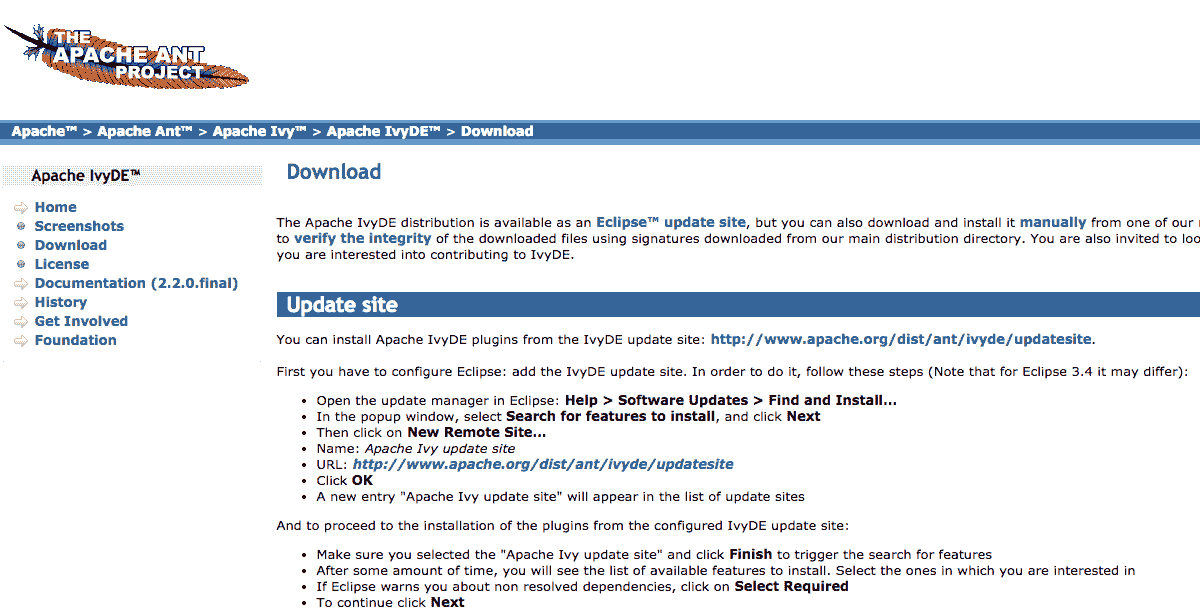 THE
APACHE ANT
PROJECT
Apache™ > Apache Ant™ > Apache Ivy™ > Apache IvyDE™ > Download
Apache IvyDE™
Home
Screenshots
Download
License
Documentation (2.2.0.final)
History
Get Involved
Foundation
Download
The Apache IvyDE distribution is available as an Eclipse™ update site, but you can also download and install it manually from one of our
to verify the integrity of the downloaded files using signatures downloaded from our main distribution directory. You are also invited to
you are interested into contributing to IvyDE.
Update site
You can install Apache IvyDE plugins from the IvyDE update site: http://www.apache.org/dist/ant/ivyde/updatesite.
First you have to configure Eclipse: add the IvyDE update site. In order to do it, follow these steps (Note that for Eclipse 3.4 it may differ):
• Open the update manager in Eclipse: Help > Software Updates > Find and Install...
• In the popup window, select Search for features to install, and click Next
• Then click on New Remote Site...
• Name: Apache Ivy update site
• URL: http://www.apache.org/dist/ant/ivyde/updatesite
• Click OK
• A new entry "Apache Ivy update site" will appear in the list of update sites
And to proceed to the installation of the plugins from the configured IvyDE update site:
• Make sure you selected the "Apache Ivy update site" and click Finish to trigger the search for features
• After some amount of time, you will see the list of available features to install. Select the ones in which you are interested in
• If Eclipse warns you about non resolved dependencies, click on Select Required
• To continue click Next